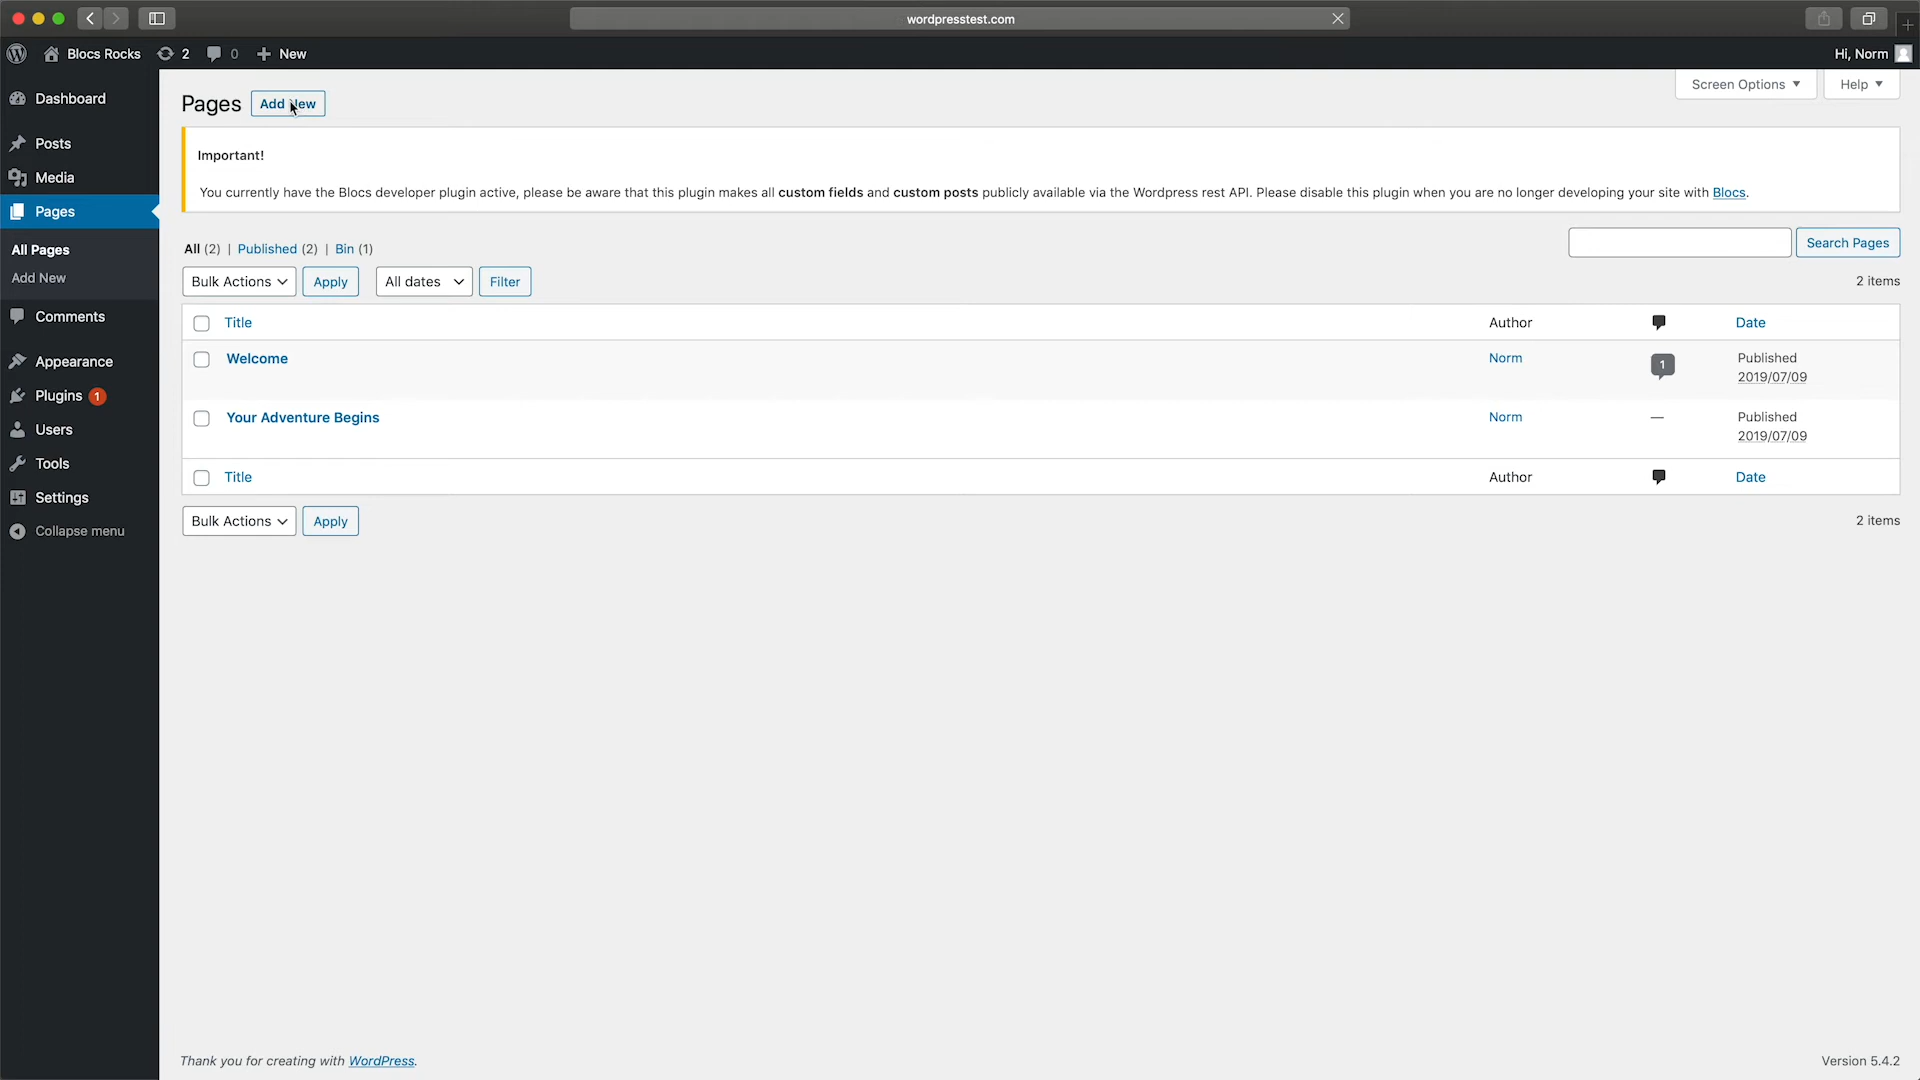 wordpresstest.com
Blocs Rocks 2 0 New Hi, Norm
Screen Options Help
Dashboard
Posts
Media
Pages
All Pages
Add New
Comments
Appearance
Plugins 1
Users
Tools
Settings
Collapse menu
Pages Add New
Important!
You currently have the Blocs developer plugin active, please be aware that this plugin makes all custom fields and custom posts publicly available via the Wordpress rest API. Please disable this plugin when you are no longer developing your site with Blocs.
All (2) | Published (2) | Bin (1) Search Pages
Bulk Actions Apply All dates Filter 2 items
Title Author Date
Welcome Norm 1 Published
2019/07/09
Your Adventure Begins Norm — Published
2019/07/09
Title Author Date
Bulk Actions Apply 2 items
Thank you for creating with WordPress. Version 5.4.2